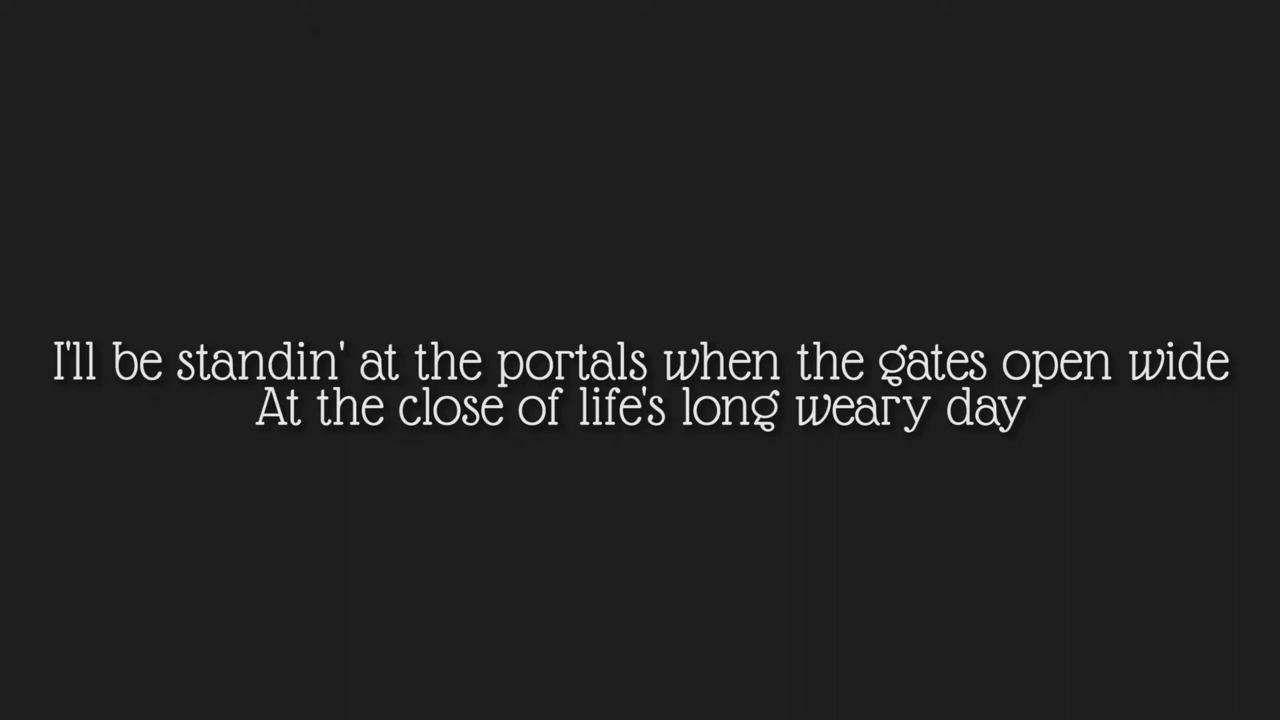 I'll be standin' at the portals when the gates open wide
At the close of life's long weary day